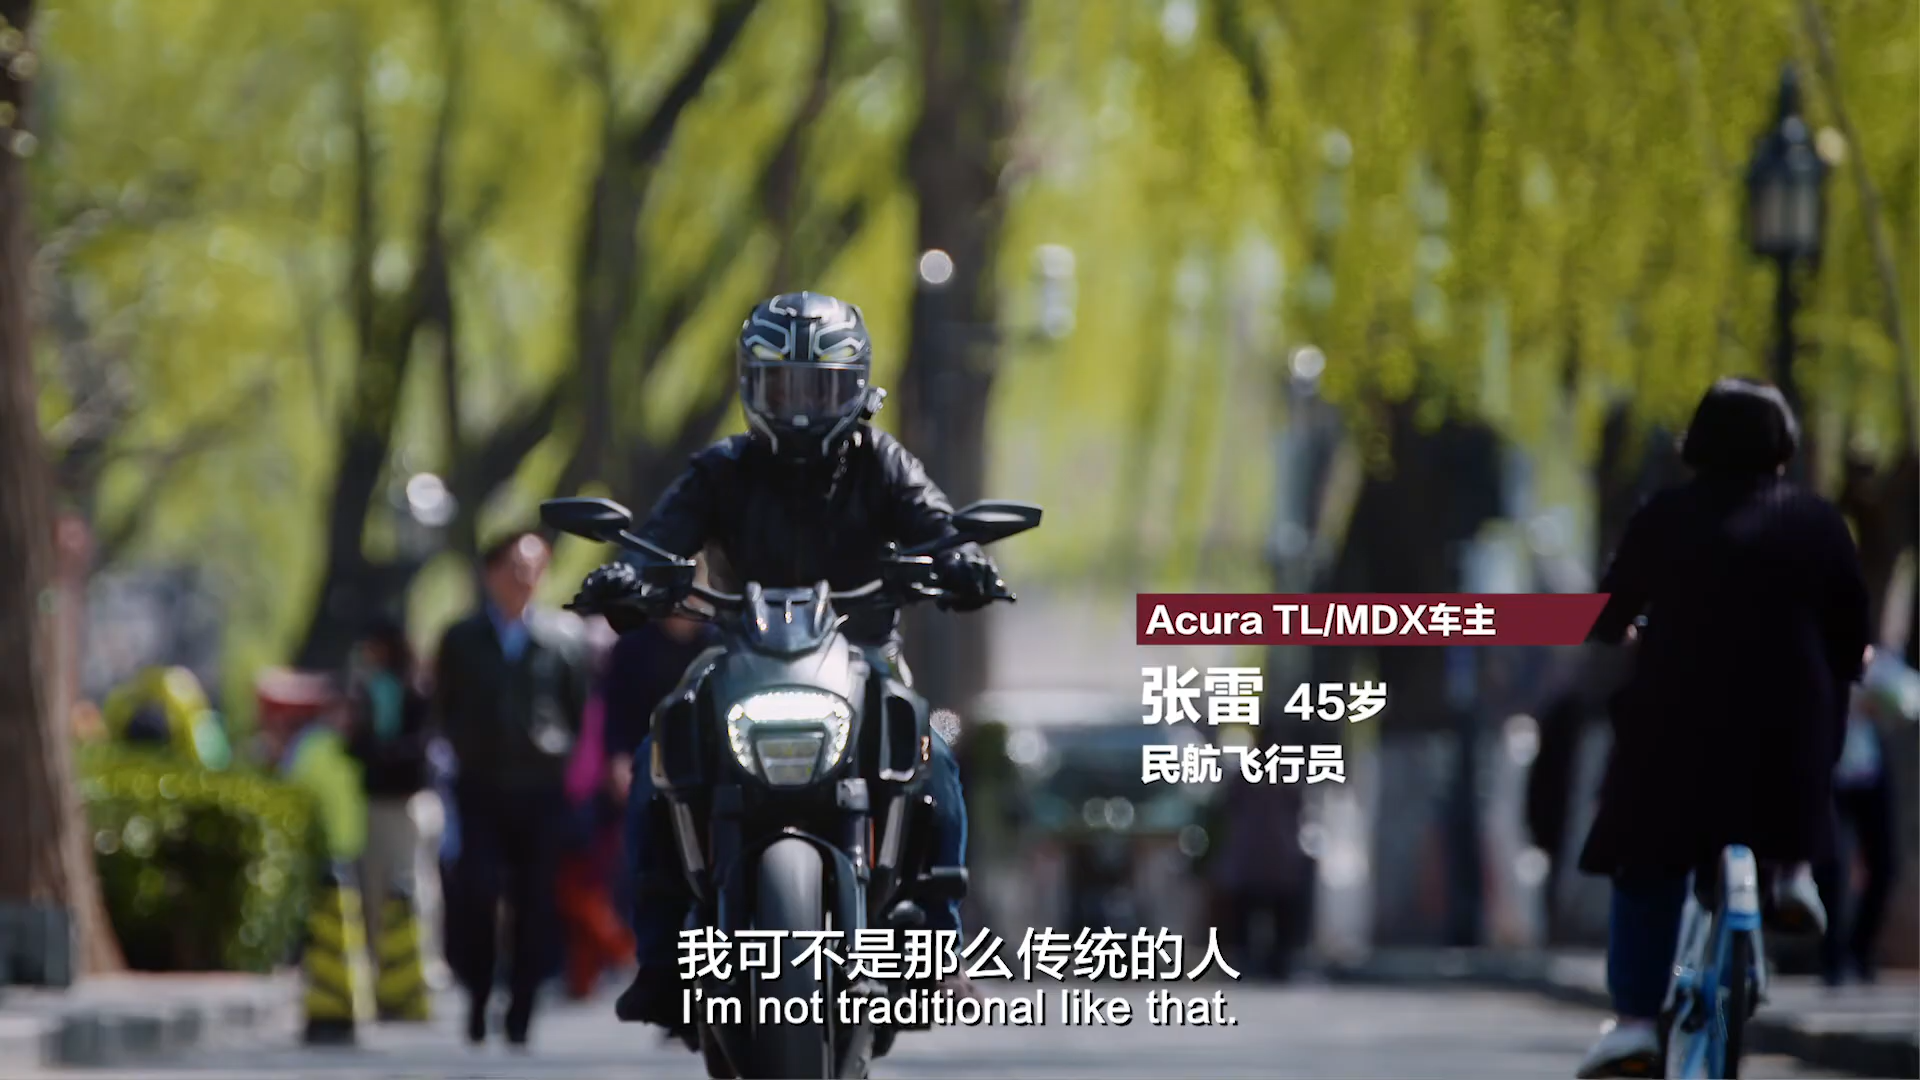 Acura TL/MDX车主
张雷 45岁
民航飞行员
我可不是那么传统的人
I'm not traditional like that.